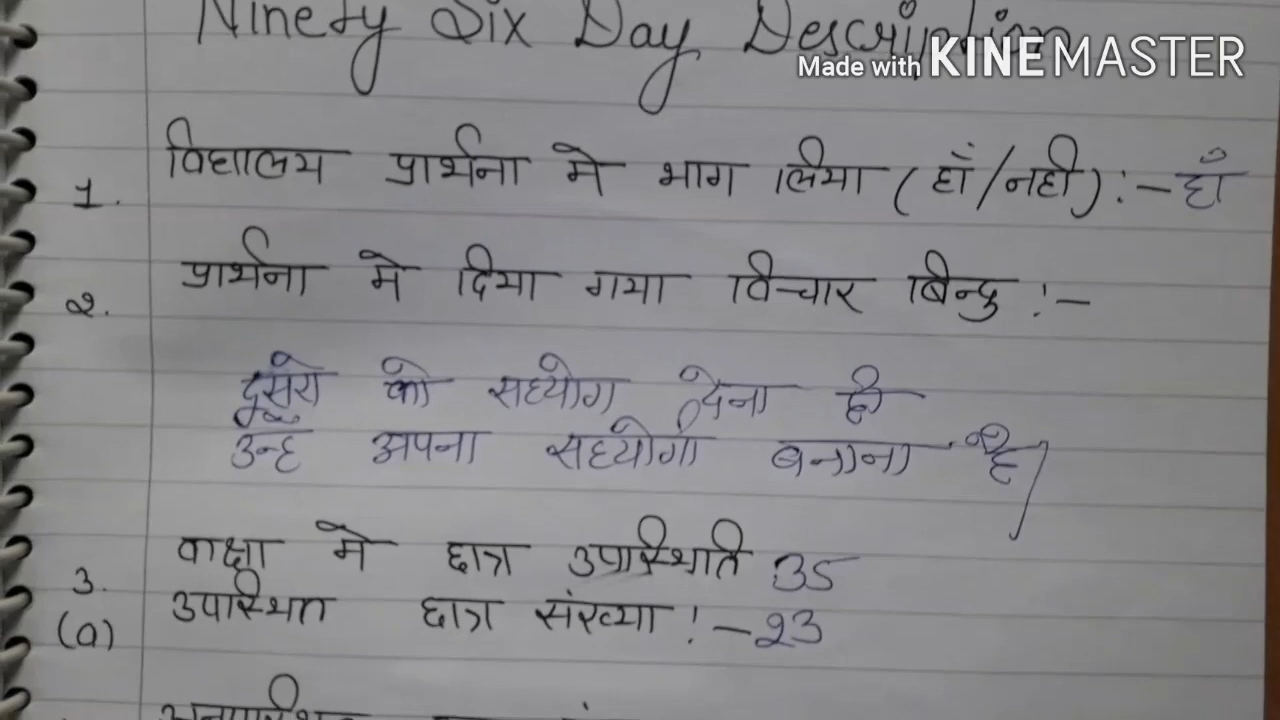 Ninety Six Day Description
Made with KINEMASTER
1. विद्यालय प्रार्थना मे भाग लिया (हाँ/नही) :- हाँ
2. प्रार्थना मे दिया गया विचार बिन्दु :-
दूसरो को सहयोग देना ही
उन्ह अपना सहयोगी बनाना है।
3. कक्षा मे छात्र उपस्थिति 35
(a) उपस्थित छात्र संख्या :- 23